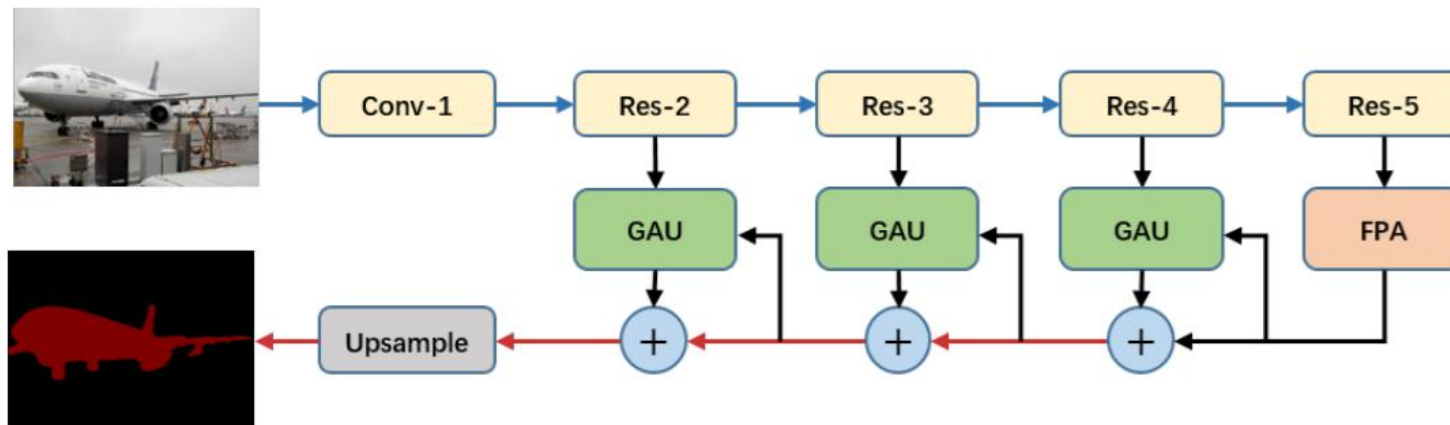 Conv-1
Res-2
Res-3
Res-4
Res-5
GAU
GAU
GAU
FPA
Upsample
+
+
+